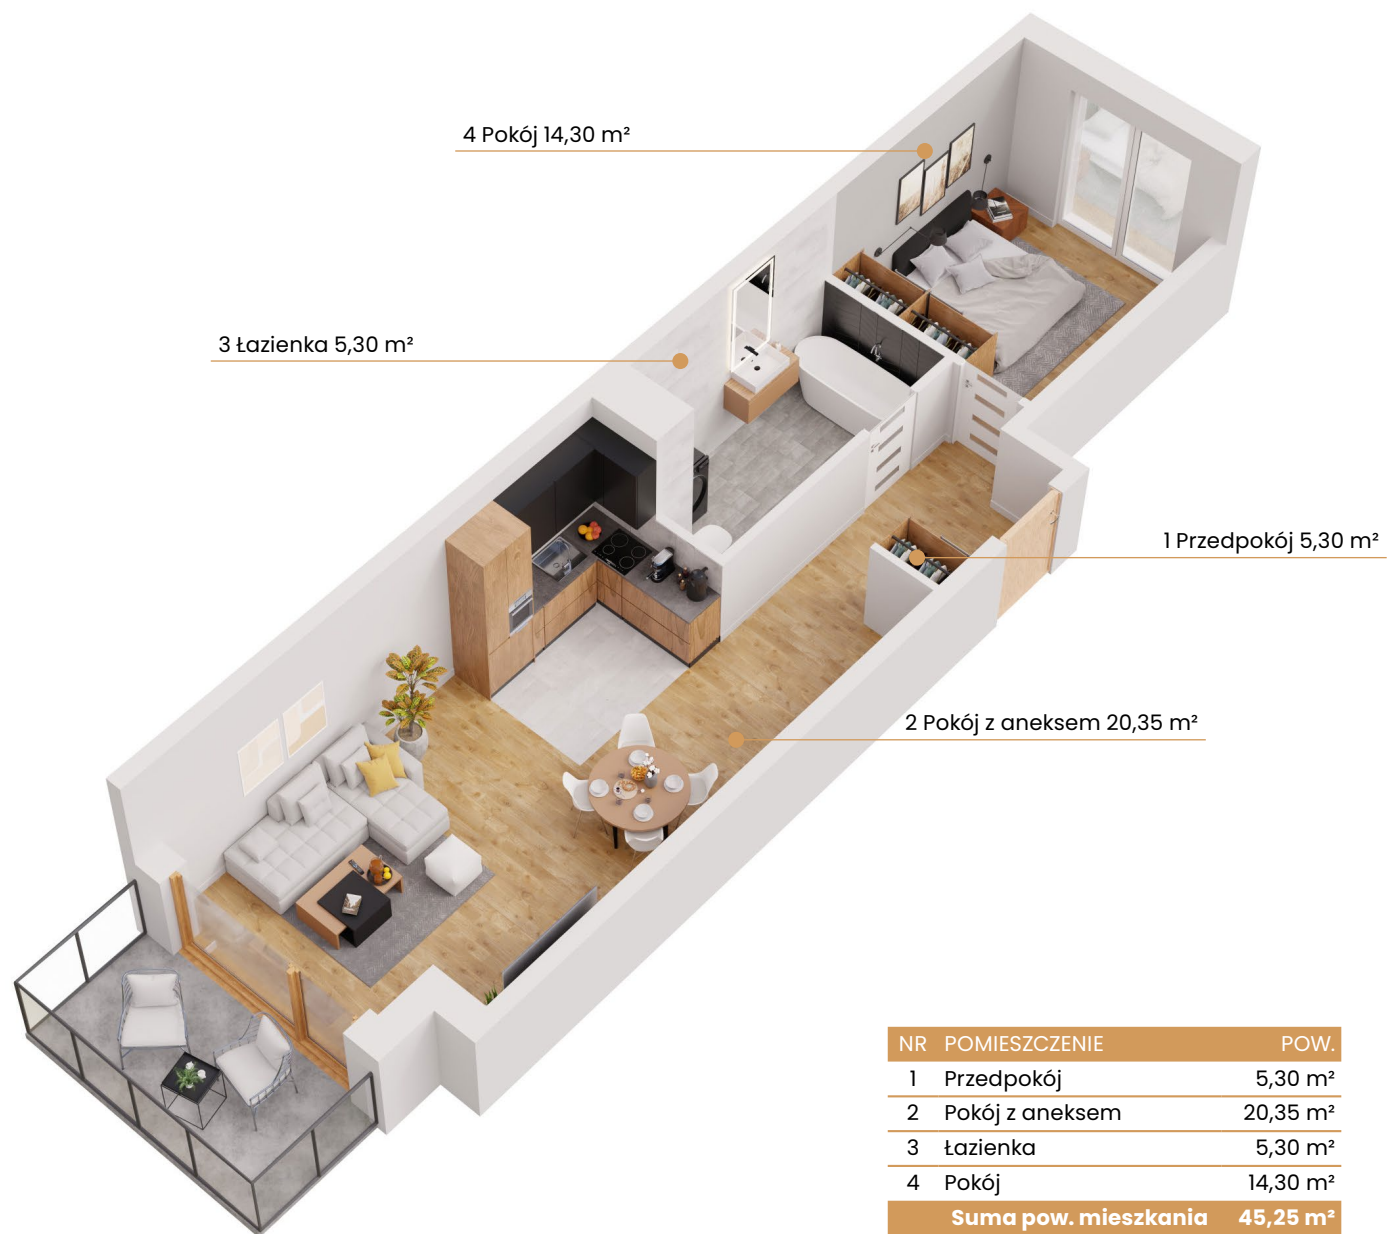 4 Pokój 14,30 m²
3 Łazienka 5,30 m²
1 Przedpokój 5,30 m²
2 Pokój z aneksem 20,35 m²
NR POMIESZCZENIE POW.
1 Przedpokój 5,30 m²
2 Pokój z aneksem 20,35 m²
3 Łazienka 5,30 m²
4 Pokój 14,30 m²
Suma pow. mieszkania 45,25 m²